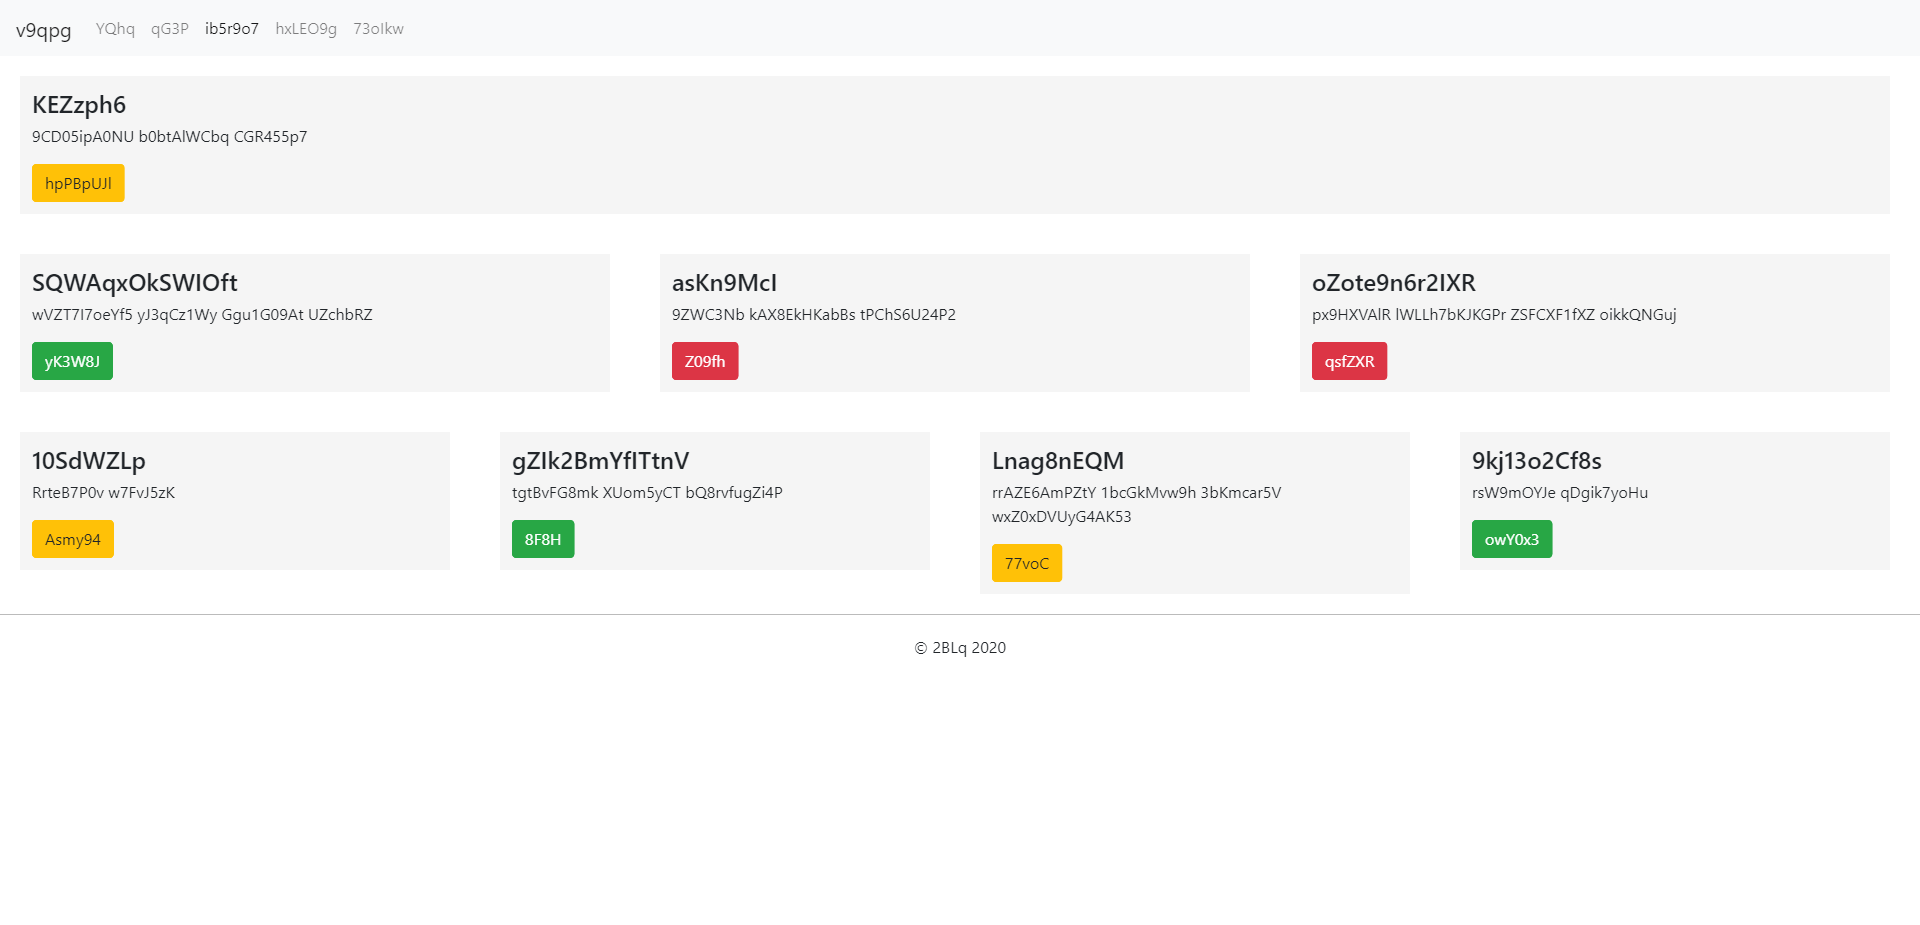 v9qpg YQhq qG3P ib5r9o7 hxLEO9g 73oIkw
KEZzph6
9CD05ipA0NU b0btAlWCbq CGR455p7
hpPBpUJl
SQWAqxOkSWIOft
wVZT7I7oeYf5 yJ3qCz1Wy Ggu1G09At UZchbRZ
yK3W8J
asKn9McI
9ZWC3Nb kAX8EkHKabBs tPChS6U24P2
Z09fh
oZote9n6r2IXR
px9HXVAlR lWLLh7bKJKGPr ZSFCXF1fXZ oikkQNGuj
qsfZXR
10SdWZLp
RrteB7P0v w7FvJ5zK
Asmy94
gZIk2BmYfITtnV
tgtBvFG8mk XUom5yCT bQ8rvfugZi4P
8F8H
Lnag8nEQM
rrAZE6AmPZtY 1bcGkMvw9h 3bKmcar5V
wxZ0xDVUyG4AK53
77voC
9kj13o2Cf8s
rsW9mOYJe qDgik7yoHu
owY0x3
© 2BLq 2020